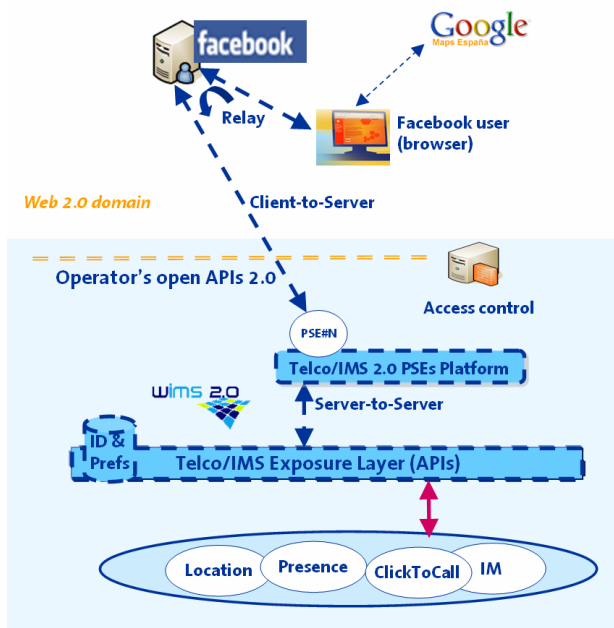 Google
Maps España
facebook
Relay
Facebook user
(browser)
Web 2.0 domain
Client-to-Server
Operator's open APIs 2.0
Access control
PSE#N
Telco/IMS 2.0 PSEs Platform
wims 2.0
Server-to-Server
ID &
Prefs
Telco/IMS Exposure Layer (APIs)
Location
Presence
ClickToCall
IM